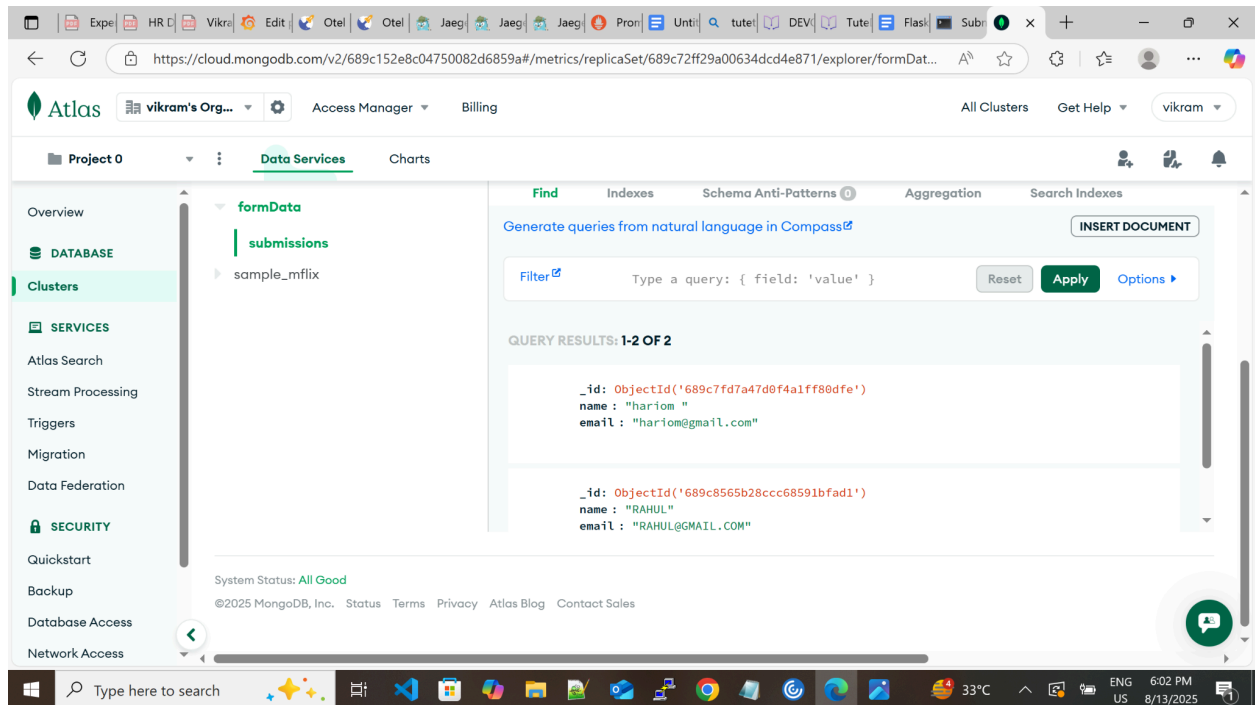 Expe HR D Vikra Edit Otel Otel Jaeg Jaeg Jaeg Pron Untit tutet DEV Tutel Flask Subr
https://cloud.mongodb.com/v2/689c152e8c04750082d6859a#/metrics/replicaSet/689c72ff29a00634dcd4e871/explorer/formDat...
Atlas vikram's Org... Access Manager Billing All Clusters Get Help vikram
Project 0 Data Services Charts
Overview
DATABASE
Clusters
SERVICES
Atlas Search
Stream Processing
Triggers
Migration
Data Federation
SECURITY
Quickstart
Backup
Database Access
Network Access
formData
submissions
sample_mflix
Find Indexes Schema Anti-Patterns 0 Aggregation Search Indexes
Generate queries from natural language in Compass
INSERT DOCUMENT
Filter Type a query: { field: 'value' } Reset Apply Options
QUERY RESULTS: 1-2 OF 2
_id: ObjectId('689c7fd7a47d0f4a1ff80dfe')
name : "hariom "
email : "hariom@gmail.com"
_id: ObjectId('689c8565b28ccc68591bfad1')
name : "RAHUL"
email : "RAHUL@GMAIL.COM"
System Status: All Good
©2025 MongoDB, Inc. Status Terms Privacy Atlas Blog Contact Sales
Type here to search 4 33°C ENG 6:02 PM
US 8/13/2025 1